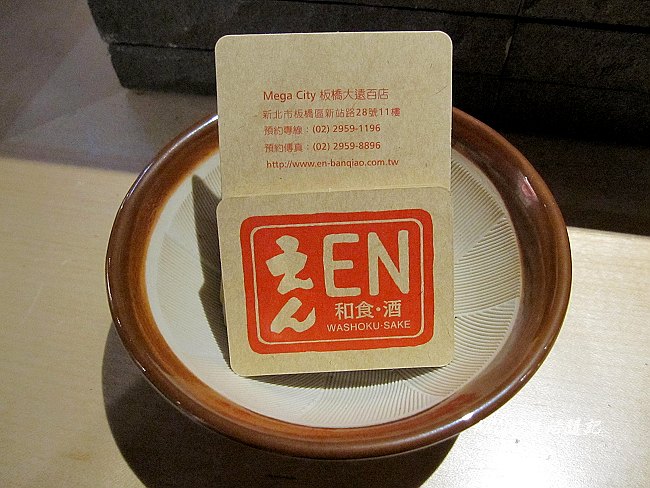 Mega City 板橋大遠百店
新北市板橋區新站路28號11樓
預約專線：(02) 2959-1196
預約傳真：(02) 2959-8896
http://www.en-banqiao.com.tw
えん
EN
和食・酒
WASHOKU・SAKE